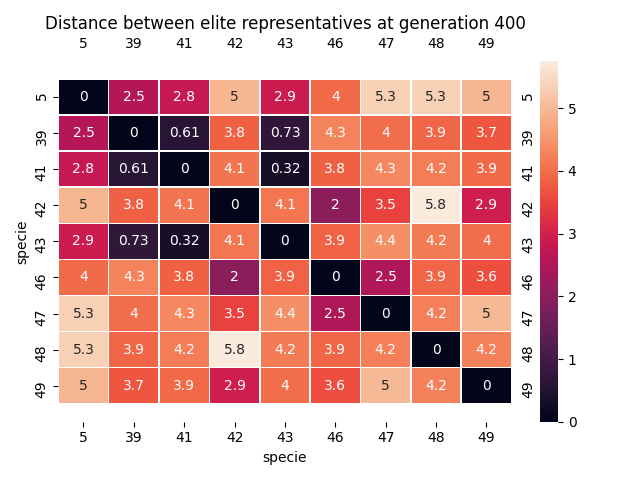 Distance between elite representatives at generation 400
5 39 41 42 43 46 47 48 49
5 0 2.5 2.8 5 2.9 4 5.3 5.3 5 5
39 2.5 0 0.61 3.8 0.73 4.3 4 3.9 3.7 39
41 2.8 0.61 0 4.1 0.32 3.8 4.3 4.2 3.9 41
42 5 3.8 4.1 0 4.1 2 3.5 5.8 2.9 42
43 2.9 0.73 0.32 4.1 0 3.9 4.4 4.2 4 43
46 4 4.3 3.8 2 3.9 0 2.5 3.9 3.6 46
47 5.3 4 4.3 3.5 4.4 2.5 0 4.2 5 47
48 5.3 3.9 4.2 5.8 4.2 3.9 4.2 0 4.2 48
49 5 3.7 3.9 2.9 4 3.6 5 4.2 0 49
specie
5 39 41 42 43 46 47 48 49
specie
5
4
3
2
1
0